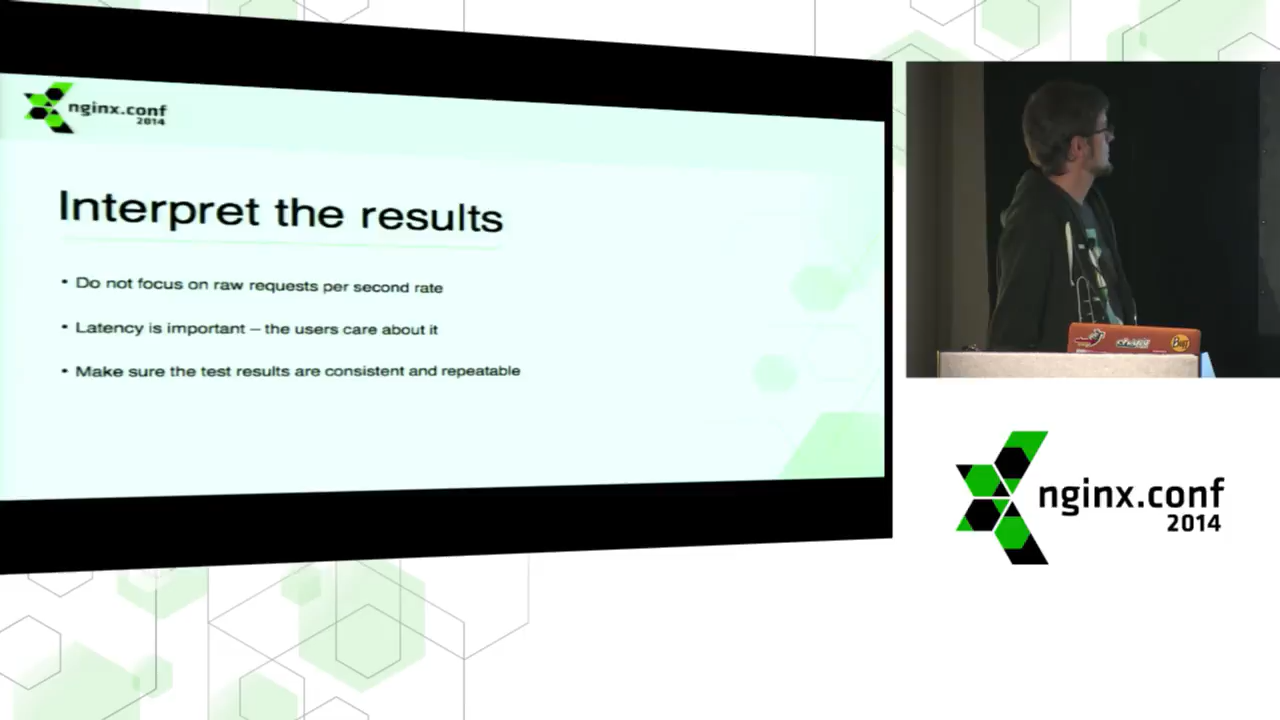 nginx.conf
2014
Interpret the results
• Do not focus on raw requests per second rate
• Latency is important – the users care about it
• Make sure the test results are consistent and repeatable
nginx.conf
2014